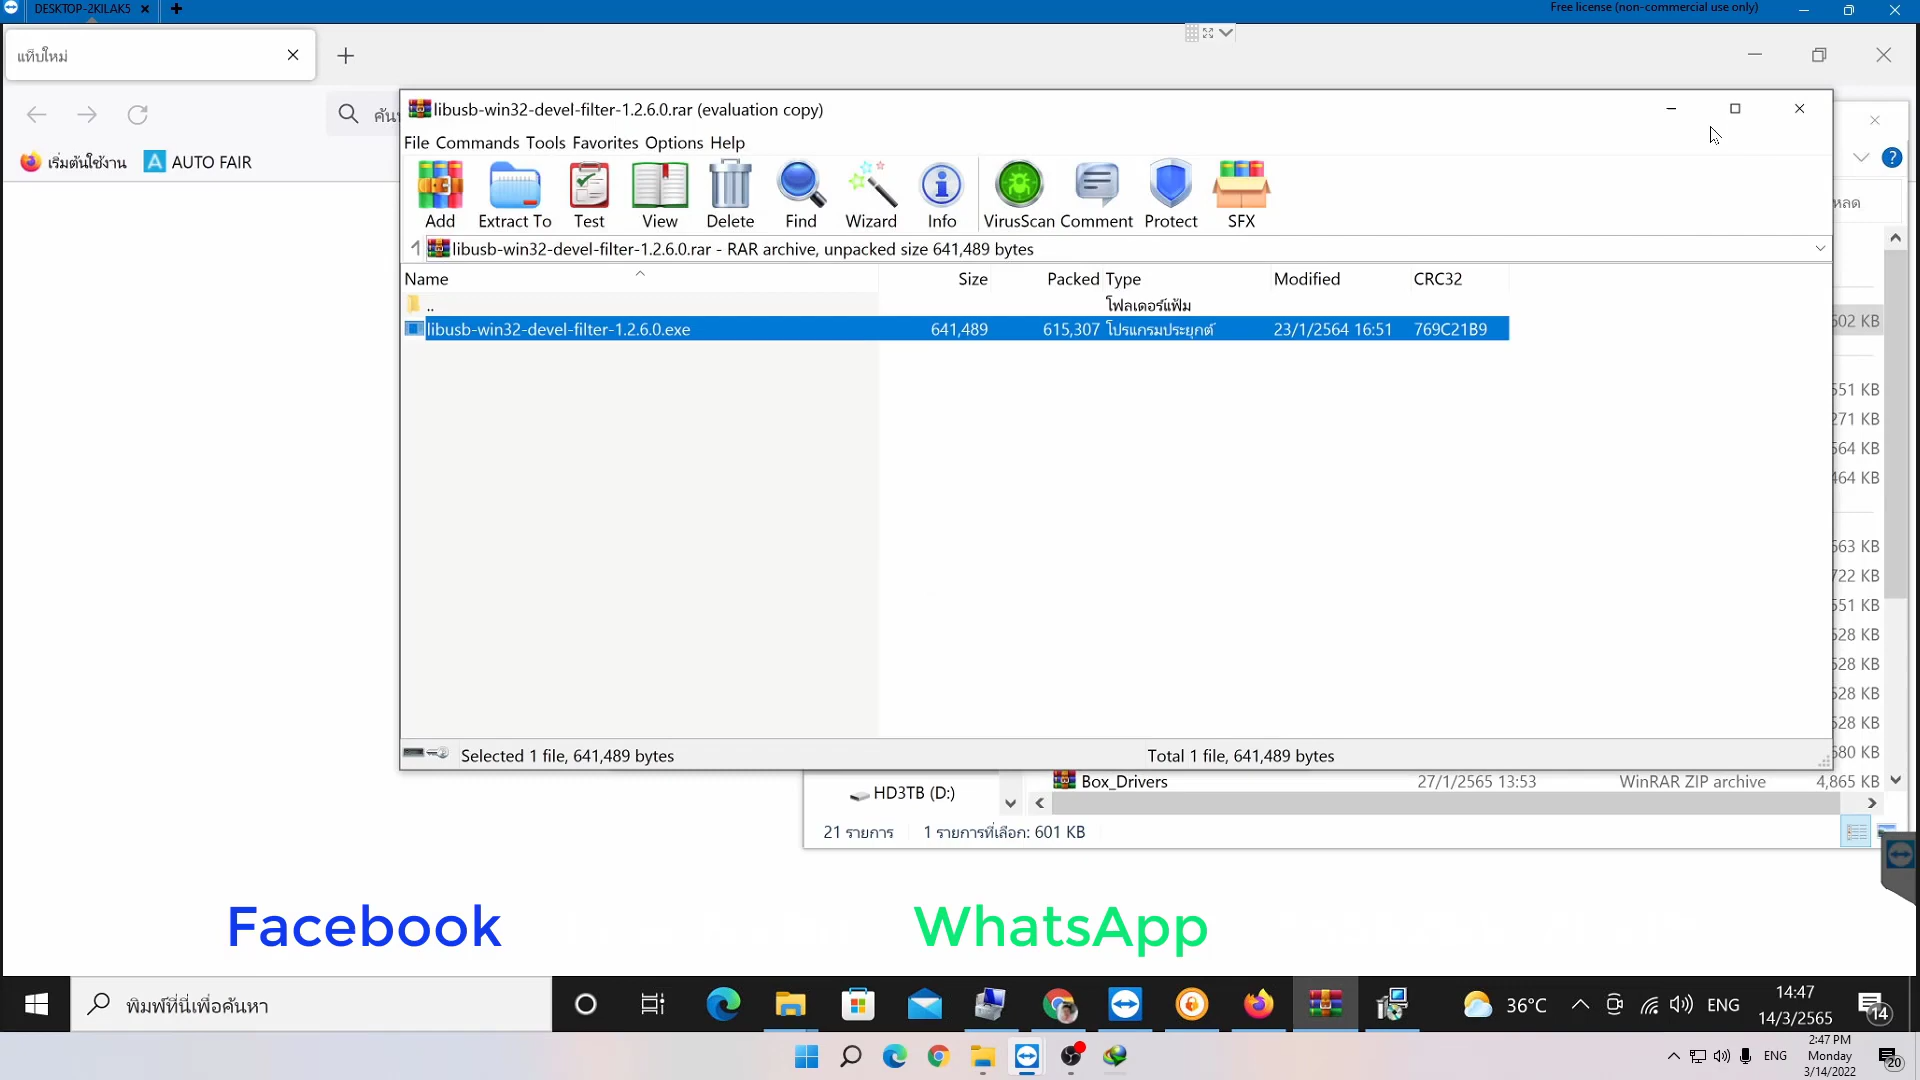 DESKTOP-2KILAK5
Free license (non-commercial use only)
แท็บใหม่
เริ่มต้นใช้งาน
AUTO FAIR
libusb-win32-devel-filter-1.2.6.0.rar (evaluation copy)
File Commands Tools Favorites Options Help
Add Extract To Test View Delete Find Wizard Info VirusScan Comment Protect SFX
libusb-win32-devel-filter-1.2.6.0.rar - RAR archive, unpacked size 641,489 bytes
Name Size Packed Type Modified CRC32
.. โฟลเดอร์แฟ้ม
libusb-win32-devel-filter-1.2.6.0.exe 641,489 615,307 โปรแกรมประยุกต์ 23/1/2564 16:51 769C21B9
Selected 1 file, 641,489 bytes
Total 1 file, 641,489 bytes
Box_Drivers 27/1/2565 13:53 WinRAR ZIP archive 4,865 KB
HD3TB (D:)
21 รายการ
1 รายการที่เลือก: 601 KB
Facebook
WhatsApp
พิมพ์ที่นี่เพื่อค้นหา
36°C
ENG
14:47
14/3/2565
14
ENG
2:47 PM
Monday
3/14/2022
20